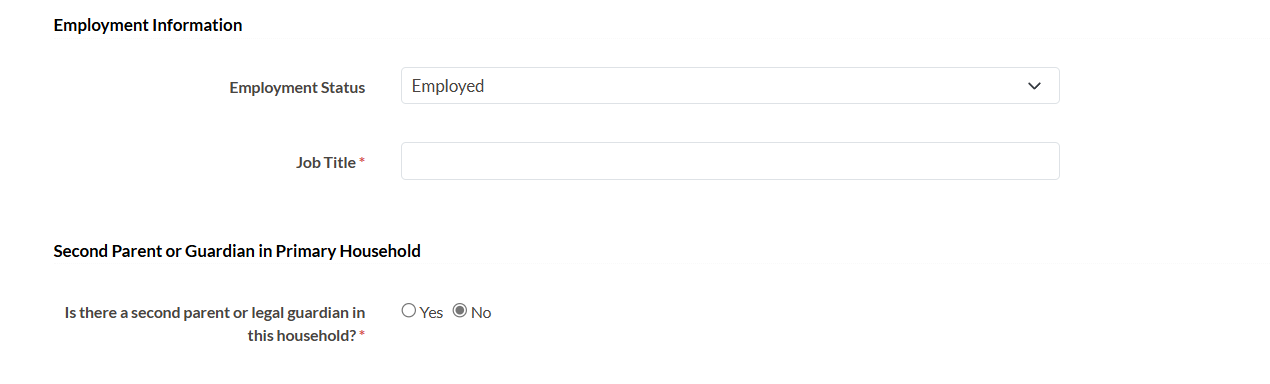 Employment Information
Employment Status
Employed
Job Title *
Second Parent or Guardian in Primary Household
Is there a second parent or legal guardian in
this household? *
Yes No